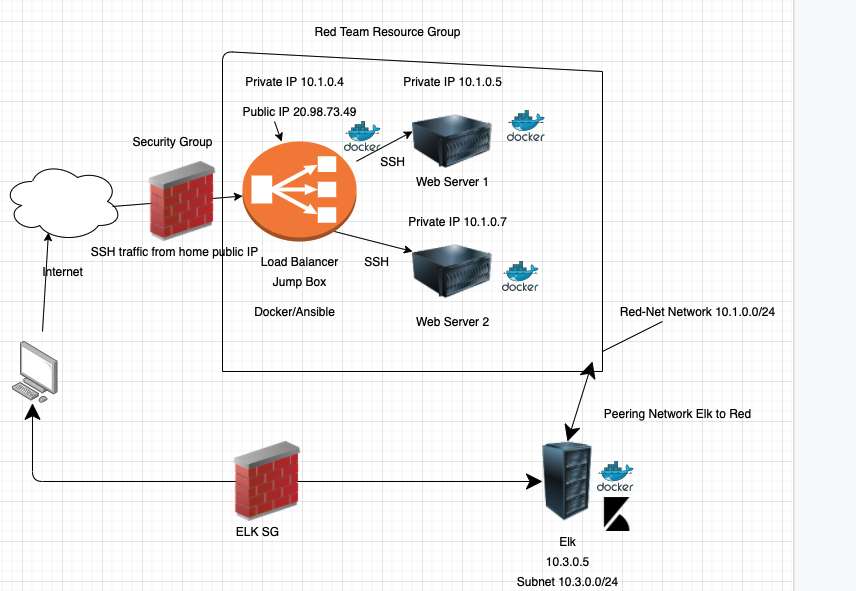 Red Team Resource Group
Private IP 10.1.0.4
Private IP 10.1.0.5
Public IP 20.98.73.49
docker
docker
Security Group
SSH
Web Server 1
Private IP 10.1.0.7
SSH traffic from home public IP
Internet
Load Balancer
Jump Box
Docker/Ansible
SSH
docker
Web Server 2
Red-Net Network 10.1.0.0/24
Peering Network Elk to Red
docker
ELK SG
Elk
10.3.0.5
Subnet 10.3.0.0/24